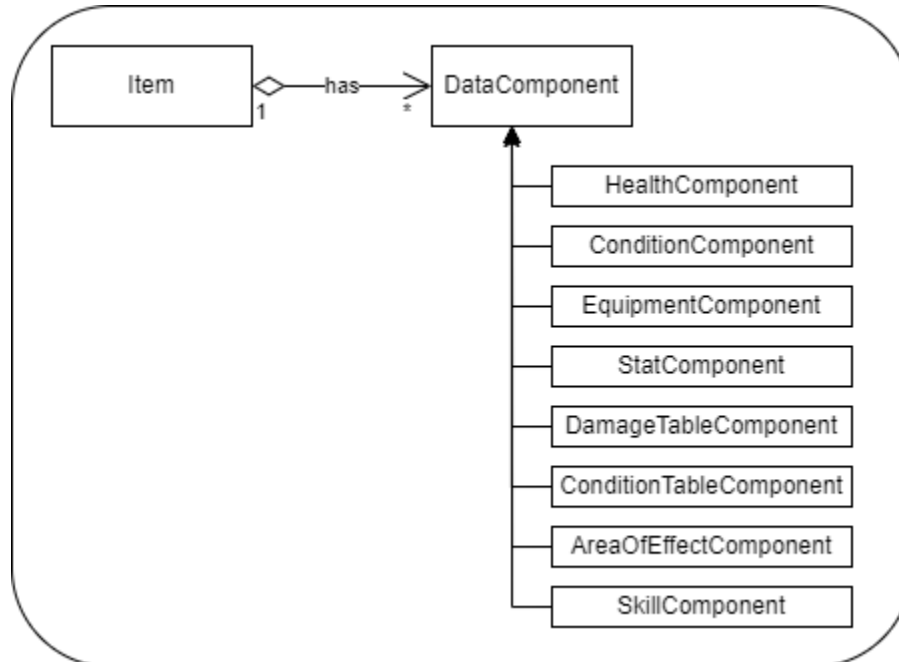 Item
has
DataComponent
1
*
HealthComponent
ConditionComponent
EquipmentComponent
StatComponent
DamageTableComponent
ConditionTableComponent
AreaOfEffectComponent
SkillComponent